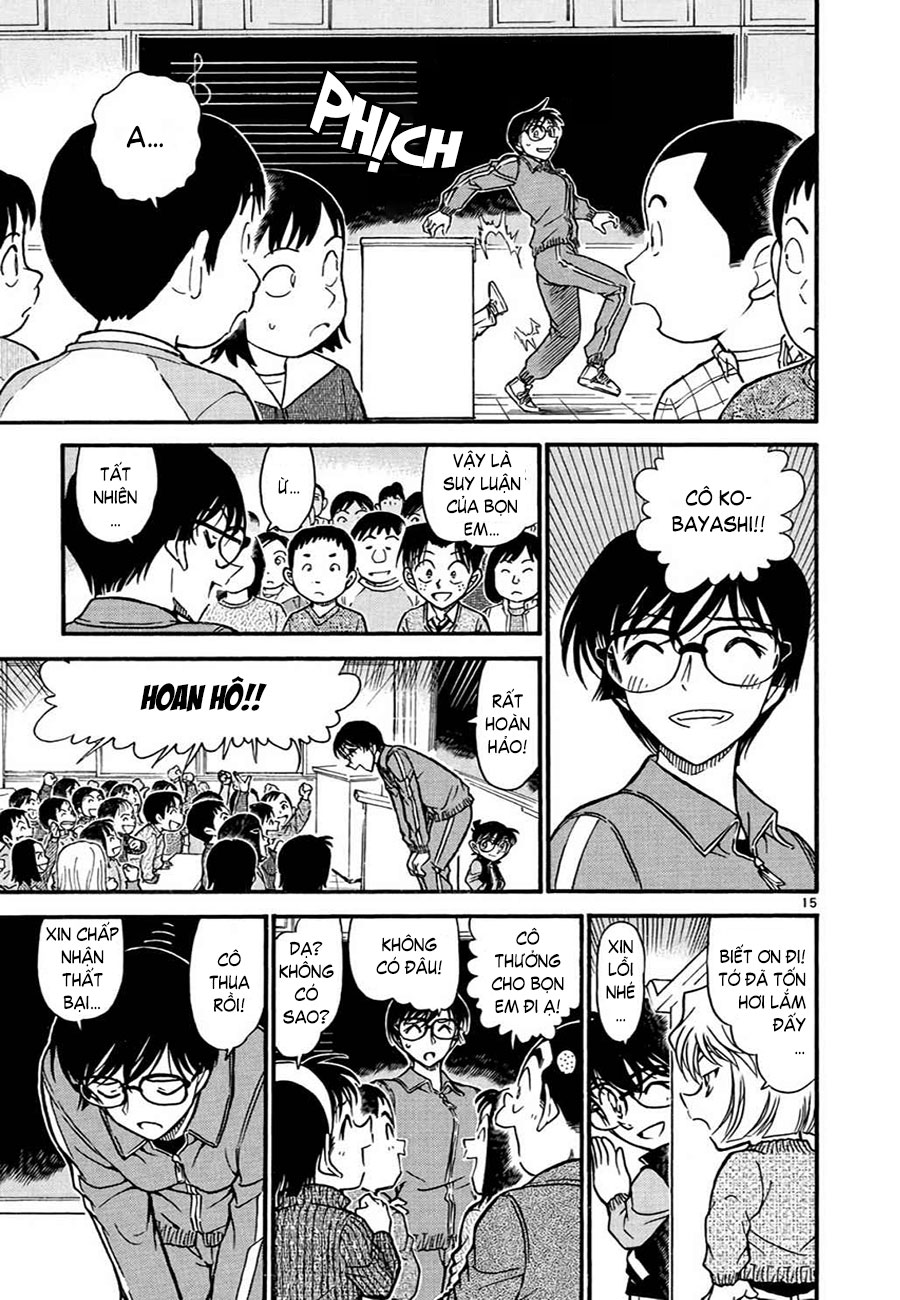 A...
PHỊCH
CÔ KO-
BAYASHI!!
VẬY LÀ
SUY LUẬN
CỦA BỌN
EM...
Ừ...
TẤT
NHIÊN
...
RẤT
HOÀN
HẢO!
HOAN HÔ!!
15
BIẾT ƠN ĐI!
TỚ ĐÃ TỐN
HƠI LẮM
ĐẤY
...
XIN
LỖI
NHÉ
...
CÔ
THƯỞNG
CHO BỌN
EM ĐI Ạ!
KHÔNG
CÓ ĐÂU!
DẠ?
KHÔNG
CÓ
SAO?
CÔ
THUA
RỒI!
XIN CHẤP
NHẬN
THẤT
BẠI...